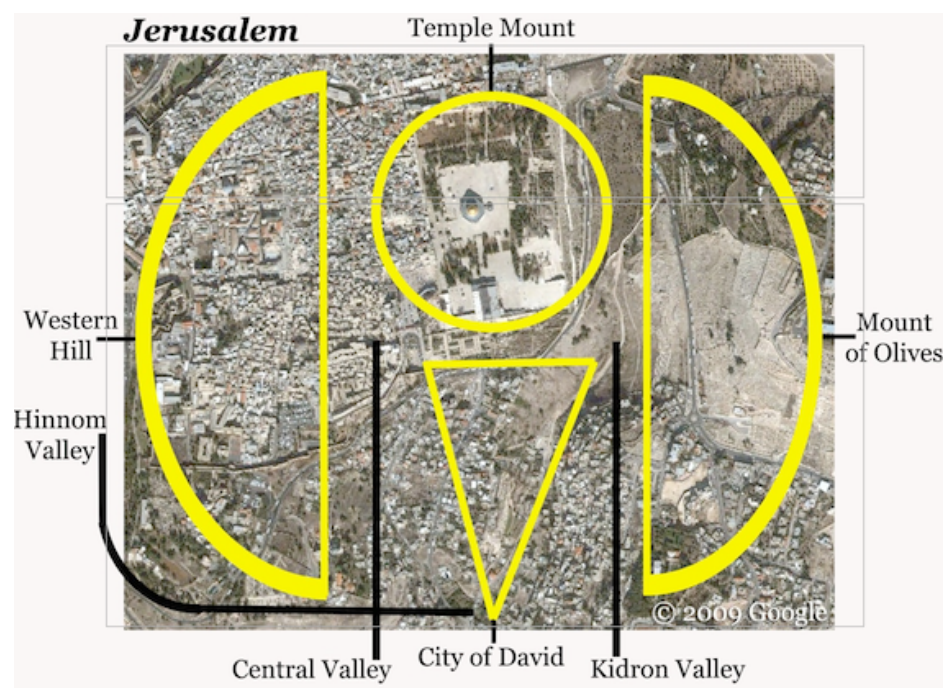 Jerusalem
Temple Mount
Western
Hill
Mount
of Olives
Hinnom
Valley
© 2009 Google
Central Valley
City of David
Kidron Valley